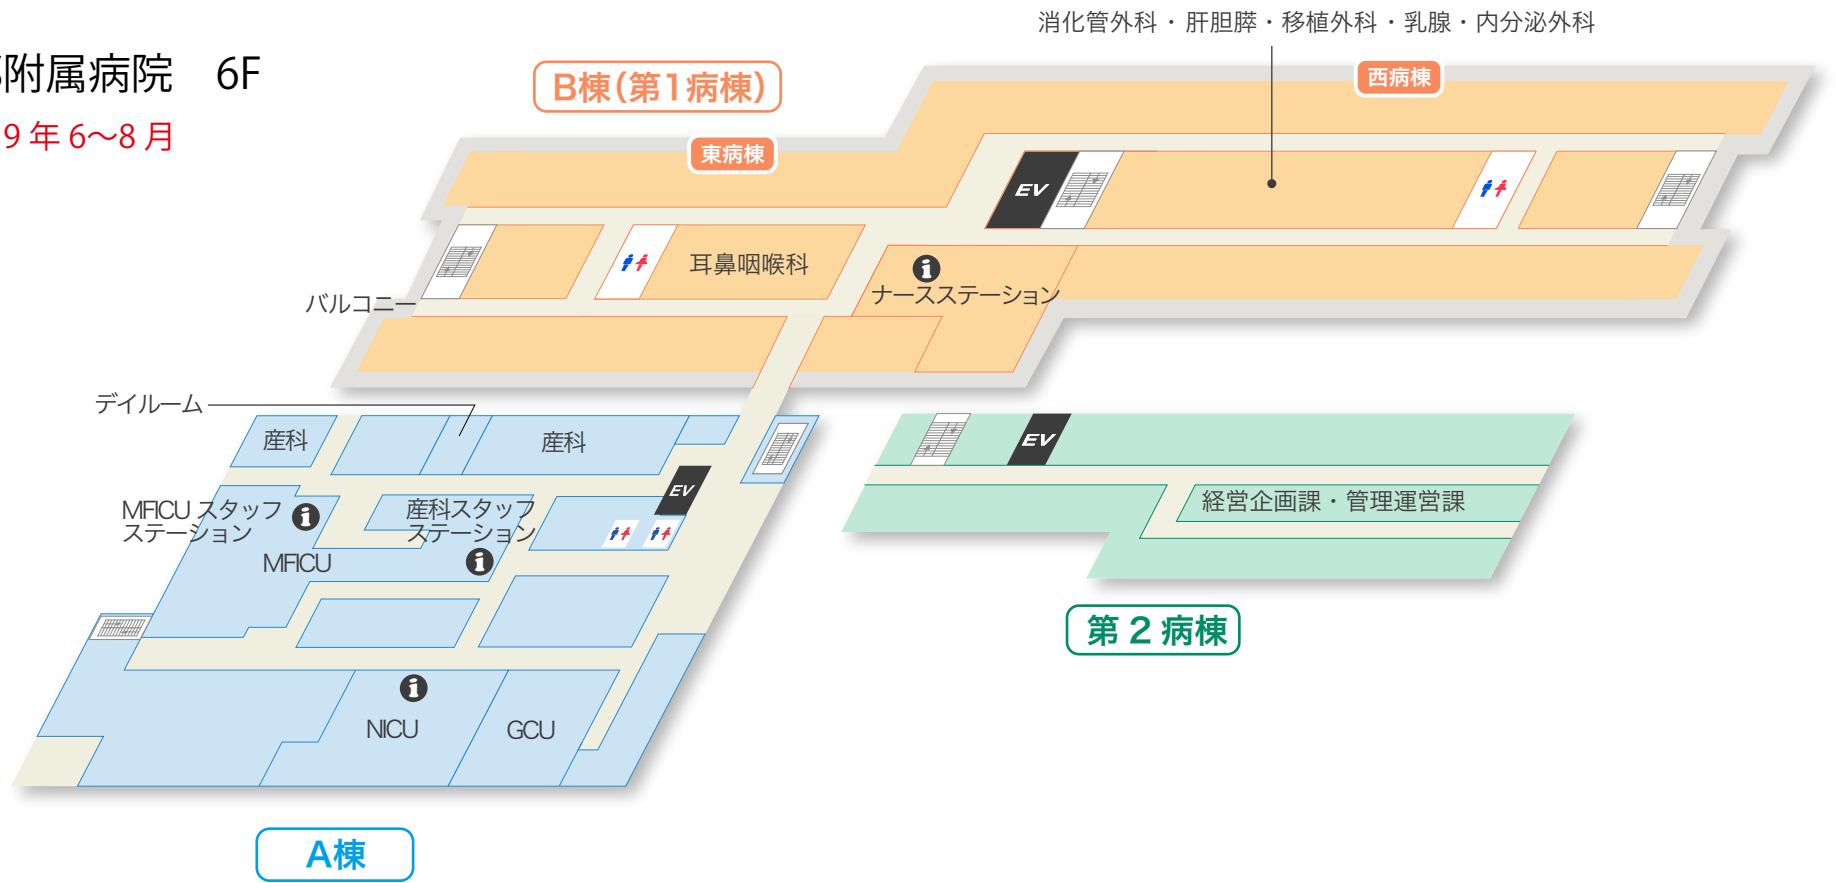 消化管外科・肝胆膵・移植外科・乳腺・内分泌外科
附属病院 6F
9年6〜8月
B棟(第1病棟)
西病棟
東病棟
EV
耳鼻咽喉科
ナースステーション
バルコニー
デイルーム
産科
産科
EV
EV
MFICUスタッフ
ステーション
産科スタッフ
ステーション
経営企画課・管理運営課
MFICU
第2病棟
NICU
GCU
A棟